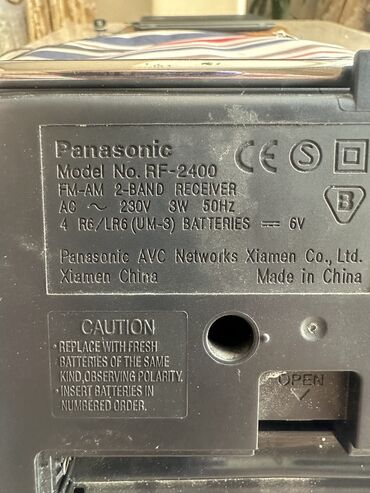 Panasonic
Model No. RF-2400
FM-AM 2-BAND RECEIVER
AC ~ 230V 3W 50HZ
4 R6/LR6(UM-S) BATTERIES ⎓ 6V
Panasonic AVC Networks Xiamen Co., Ltd.
Xiamen China Made in China
CE S
B
CAUTION
• REPLACE WITH FRESH
BATTERIES OF THE SAME
KIND,OBSERVING POLARITY.
• INSERT BATTERIES IN
NUMBERED ORDER.
2
OPEN